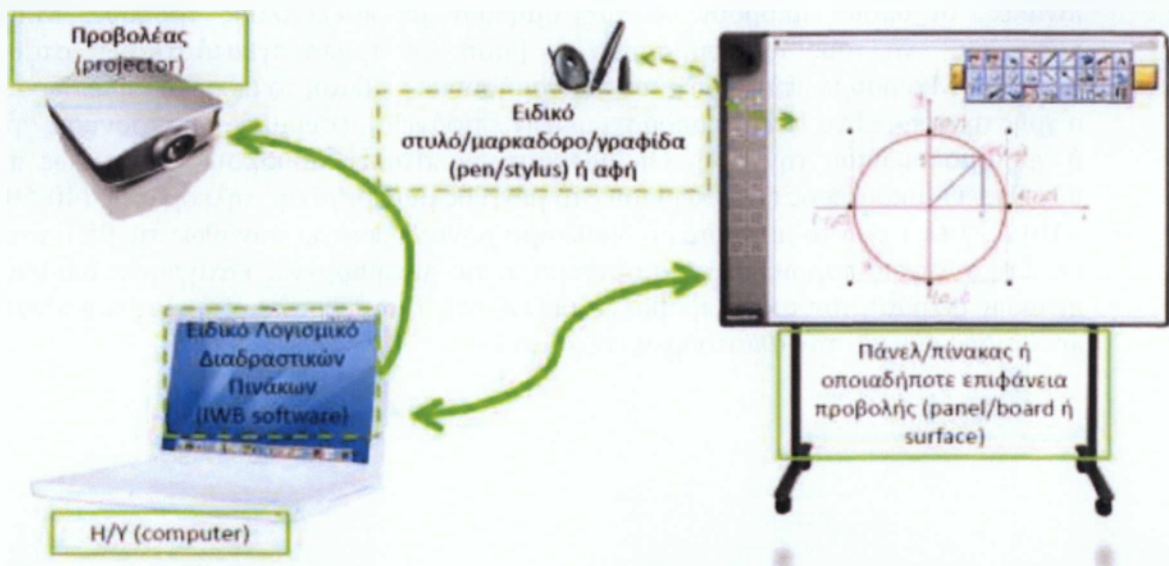 Προβολέας
(projector)
Ειδικό
στυλό/μαρκαδόρο/γραφίδα
(pen/stylus) ή αφή
Ειδικό Λογισμικό
Διαδραστικών
Πινάκων
(IWB software)
Η/Υ (computer)
Πάνελ/πίνακας ή
οποιαδήποτε επιφάνεια
προβολής (panel/board ή
surface)